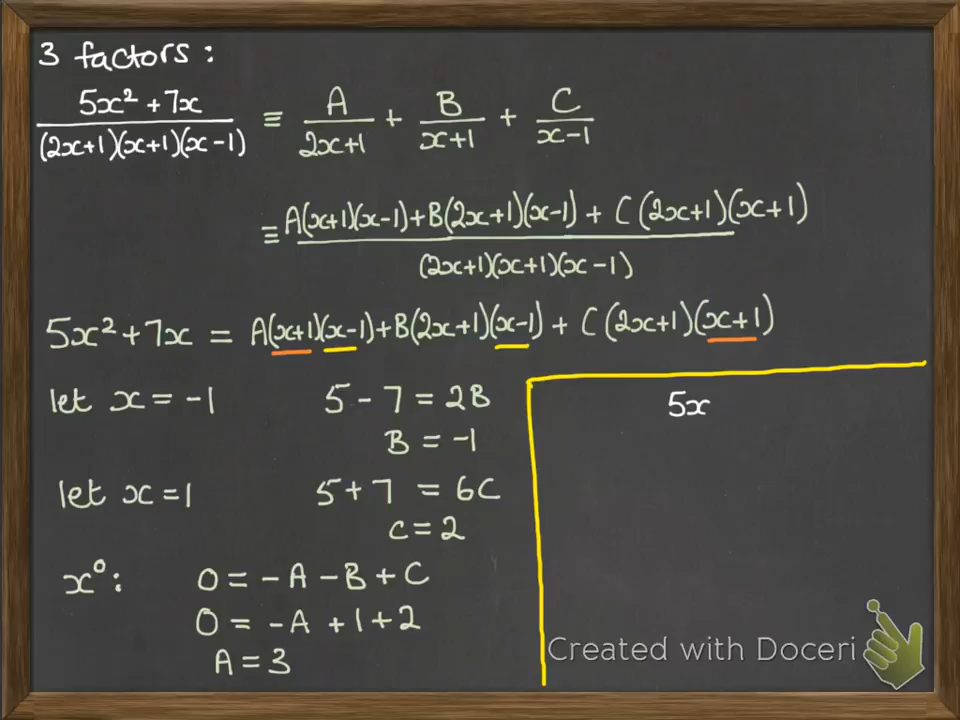 3 factors:
5x² + 7x / (2x+1)(x+1)(x-1) ≡ A / 2x+1 + B / x+1 + C / x-1
≡ A(x+1)(x-1)+B(2x+1)(x-1) + C(2x+1)(x+1) / (2x+1)(x+1)(x-1)
5x²+7x = A(x+1)(x-1)+B(2x+1)(x-1) + C(2x+1)(x+1)
let x = -1 5 - 7 = 2B
B = -1
let x = 1 5 + 7 = 6C
C = 2
x⁰: 0 = -A - B + C
0 = -A + 1 + 2
A = 3
5x
Created with Doceri